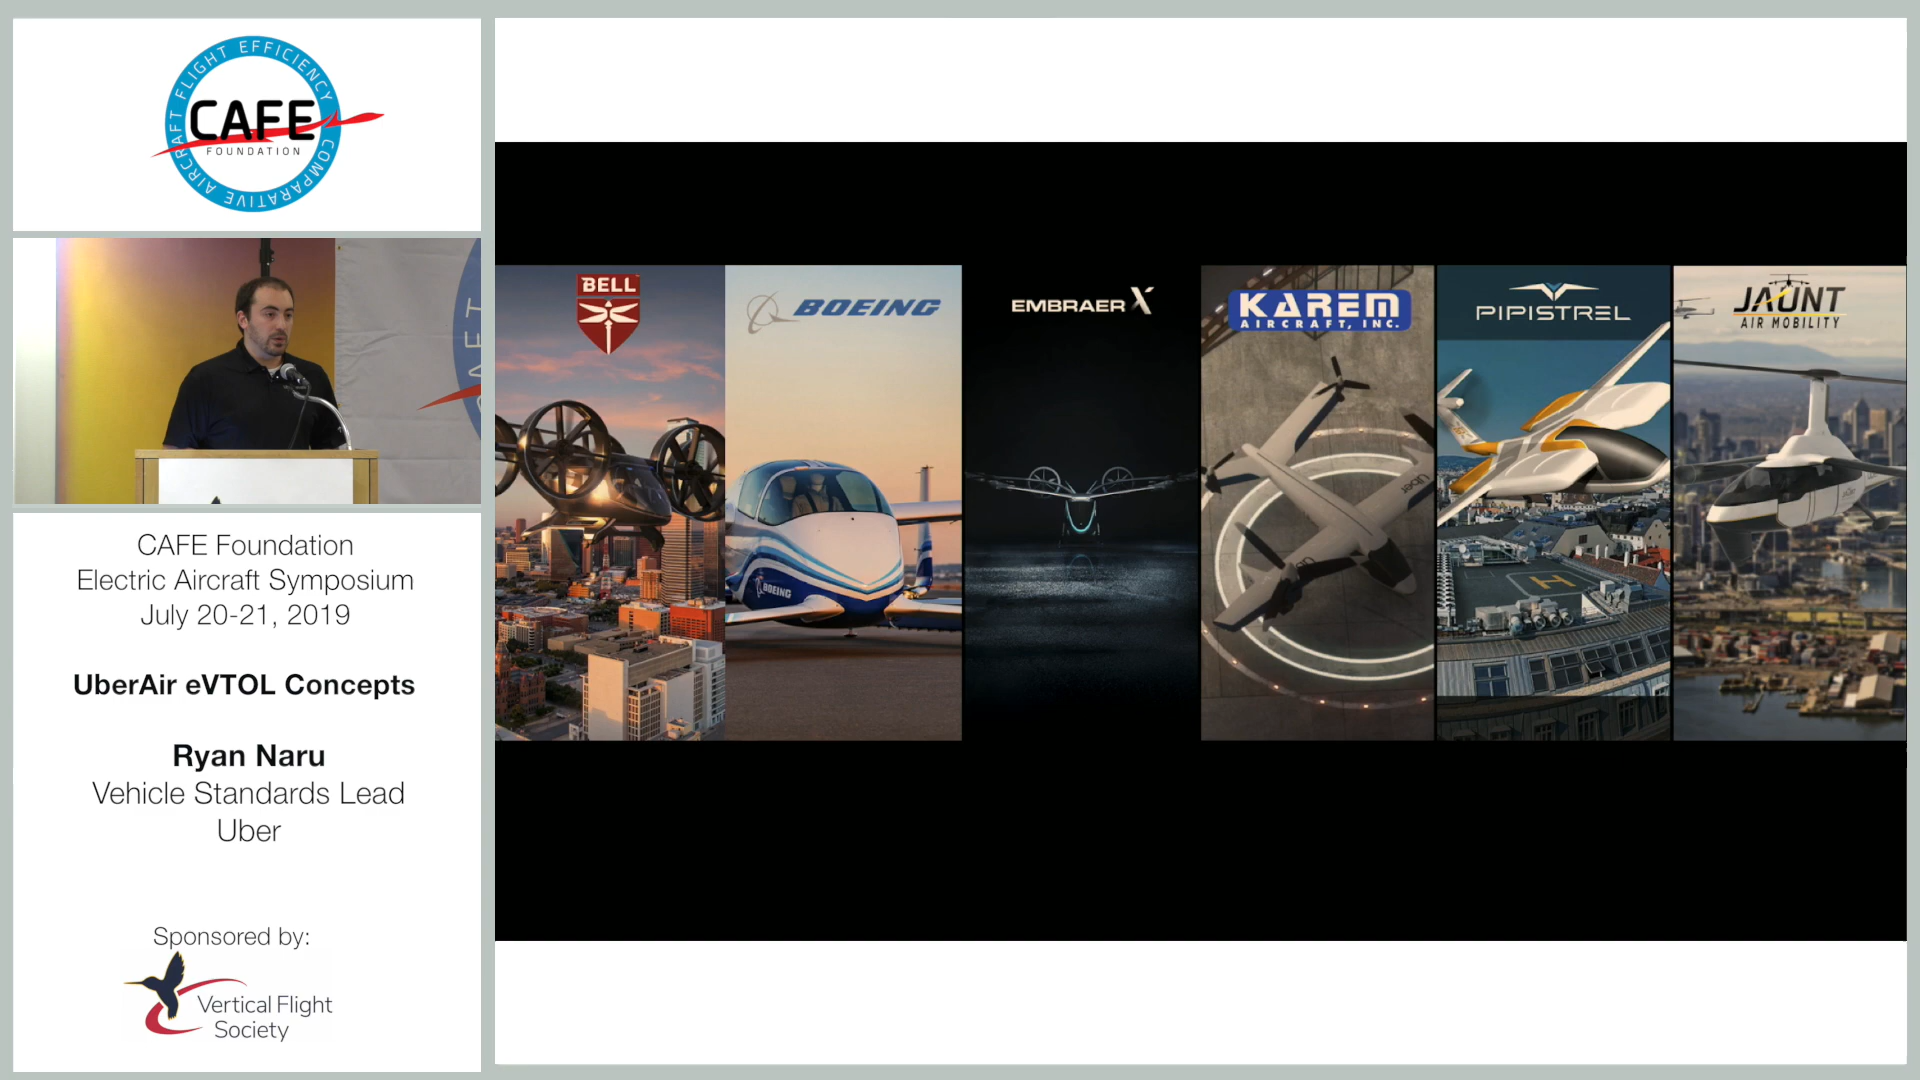 AIRCRAFT FLIGHT EFFICIENCY COMPARATIVE
CAFE
FOUNDATION
CAFE Foundation
Electric Aircraft Symposium
July 20-21, 2019
UberAir eVTOL Concepts
Ryan Naru
Vehicle Standards Lead
Uber
Sponsored by:
Vertical Flight
Society
BELL
BOEING
BOEING
EMBRAER X
KAREM
AIRCRAFT, INC.
Uber
PIPISTREL
H
JAUNT
AIR MOBILITY